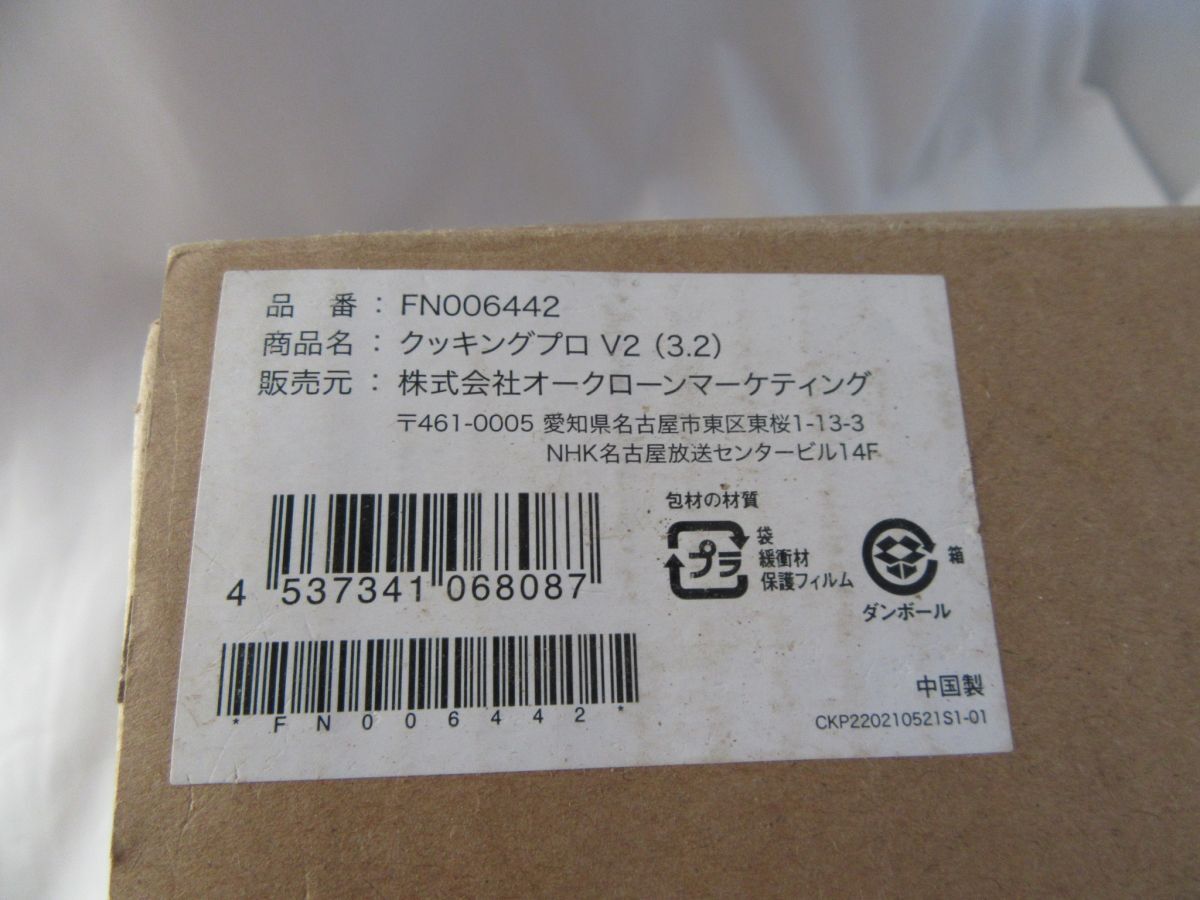 品 番 : FN006442
商品名 : クッキングプロ V2(3.2)
販売元 : 株式会社オークローンマーケティング
〒461-0005 愛知県名古屋市東区東桜1-13-3
NHK名古屋放送センタービル14F
包材の材質
プラ
袋
緩衝材
保護フィルム
箱
ダンボール
4 537341 068087
*FN006442*
中国製
CKP220210521S1-01